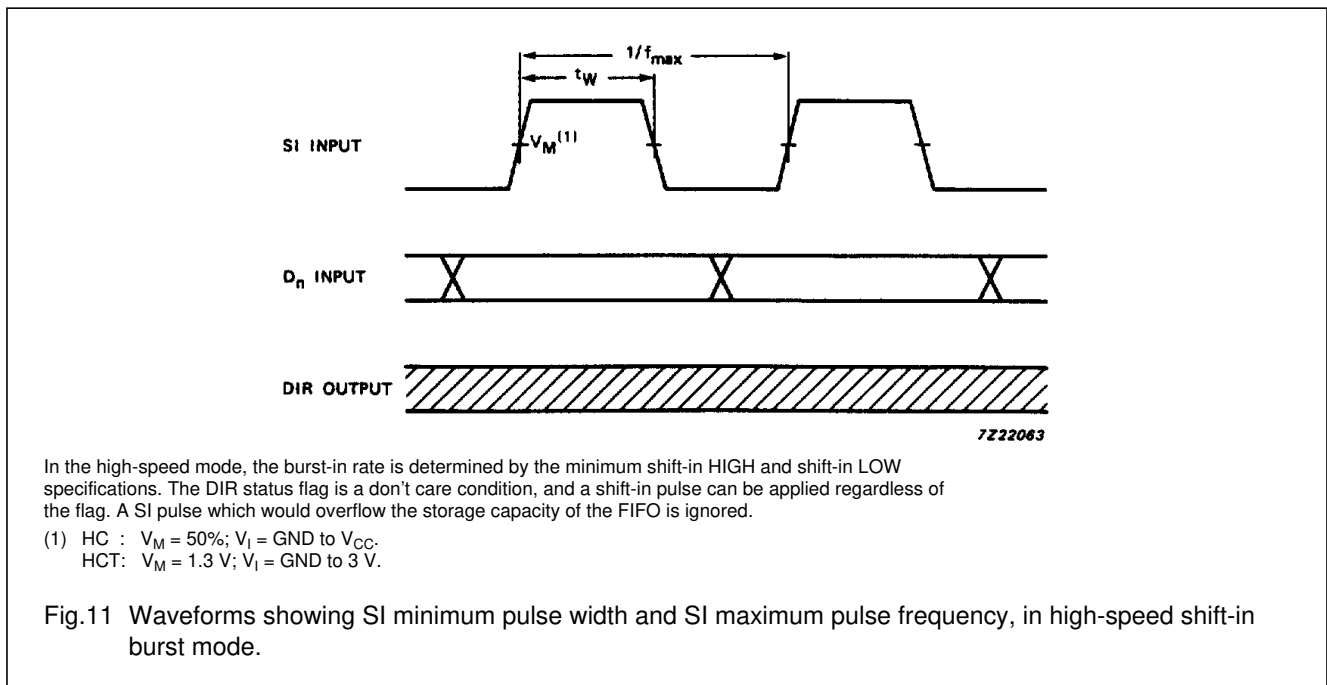 1/fmax
tW
SI INPUT
VM(1)
Dn INPUT
DIR OUTPUT
7Z22063
In the high-speed mode, the burst-in rate is determined by the minimum shift-in HIGH and shift-in LOW
specifications. The DIR status flag is a don't care condition, and a shift-in pulse can be applied regardless of
the flag. A SI pulse which would overflow the storage capacity of the FIFO is ignored.
(1) HC : VM = 50%; VI = GND to VCC.
HCT: VM = 1.3 V; VI = GND to 3 V.
Fig.11 Waveforms showing SI minimum pulse width and SI maximum pulse frequency, in high-speed shift-in
burst mode.